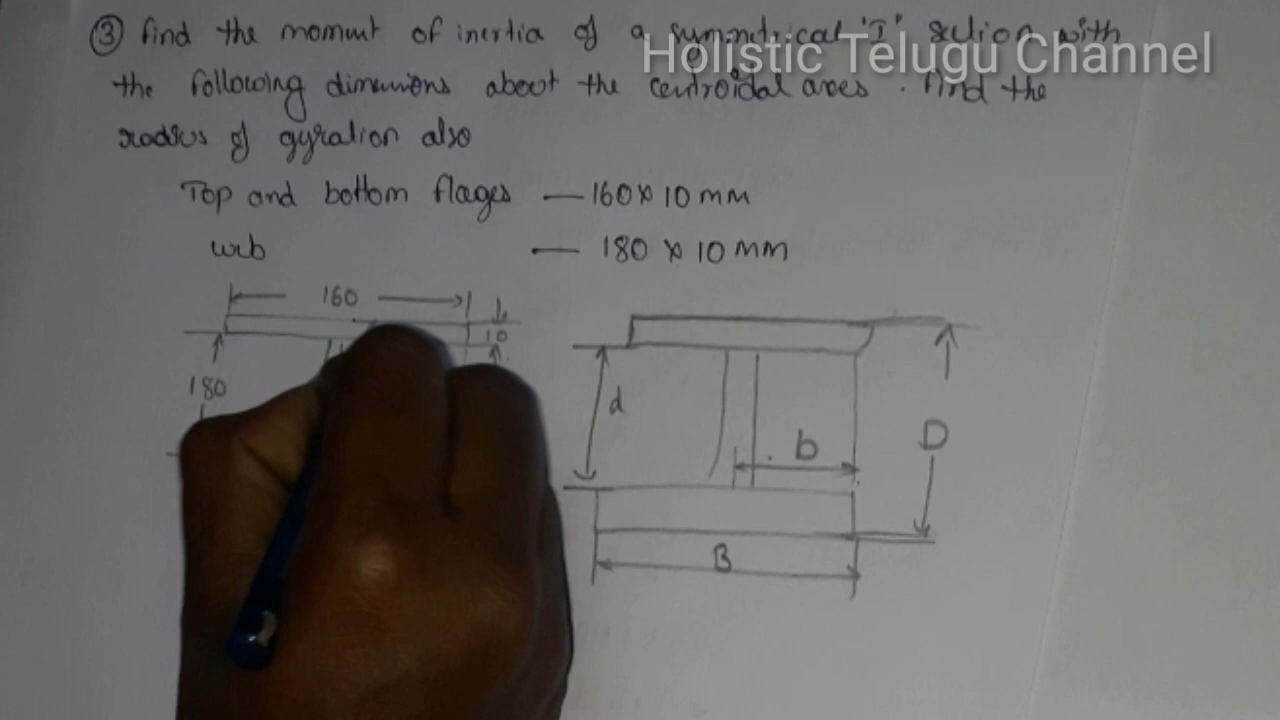 ③ find the moment of inertia of a symmetrical 'I' section with
Holistic Telugu Channel
the following dimensions about the centroidal axes. find the
radius of gyration also
Top and bottom flages — 160 x 10 mm
web — 180 x 10 mm
160
10
180
d
b
D
B